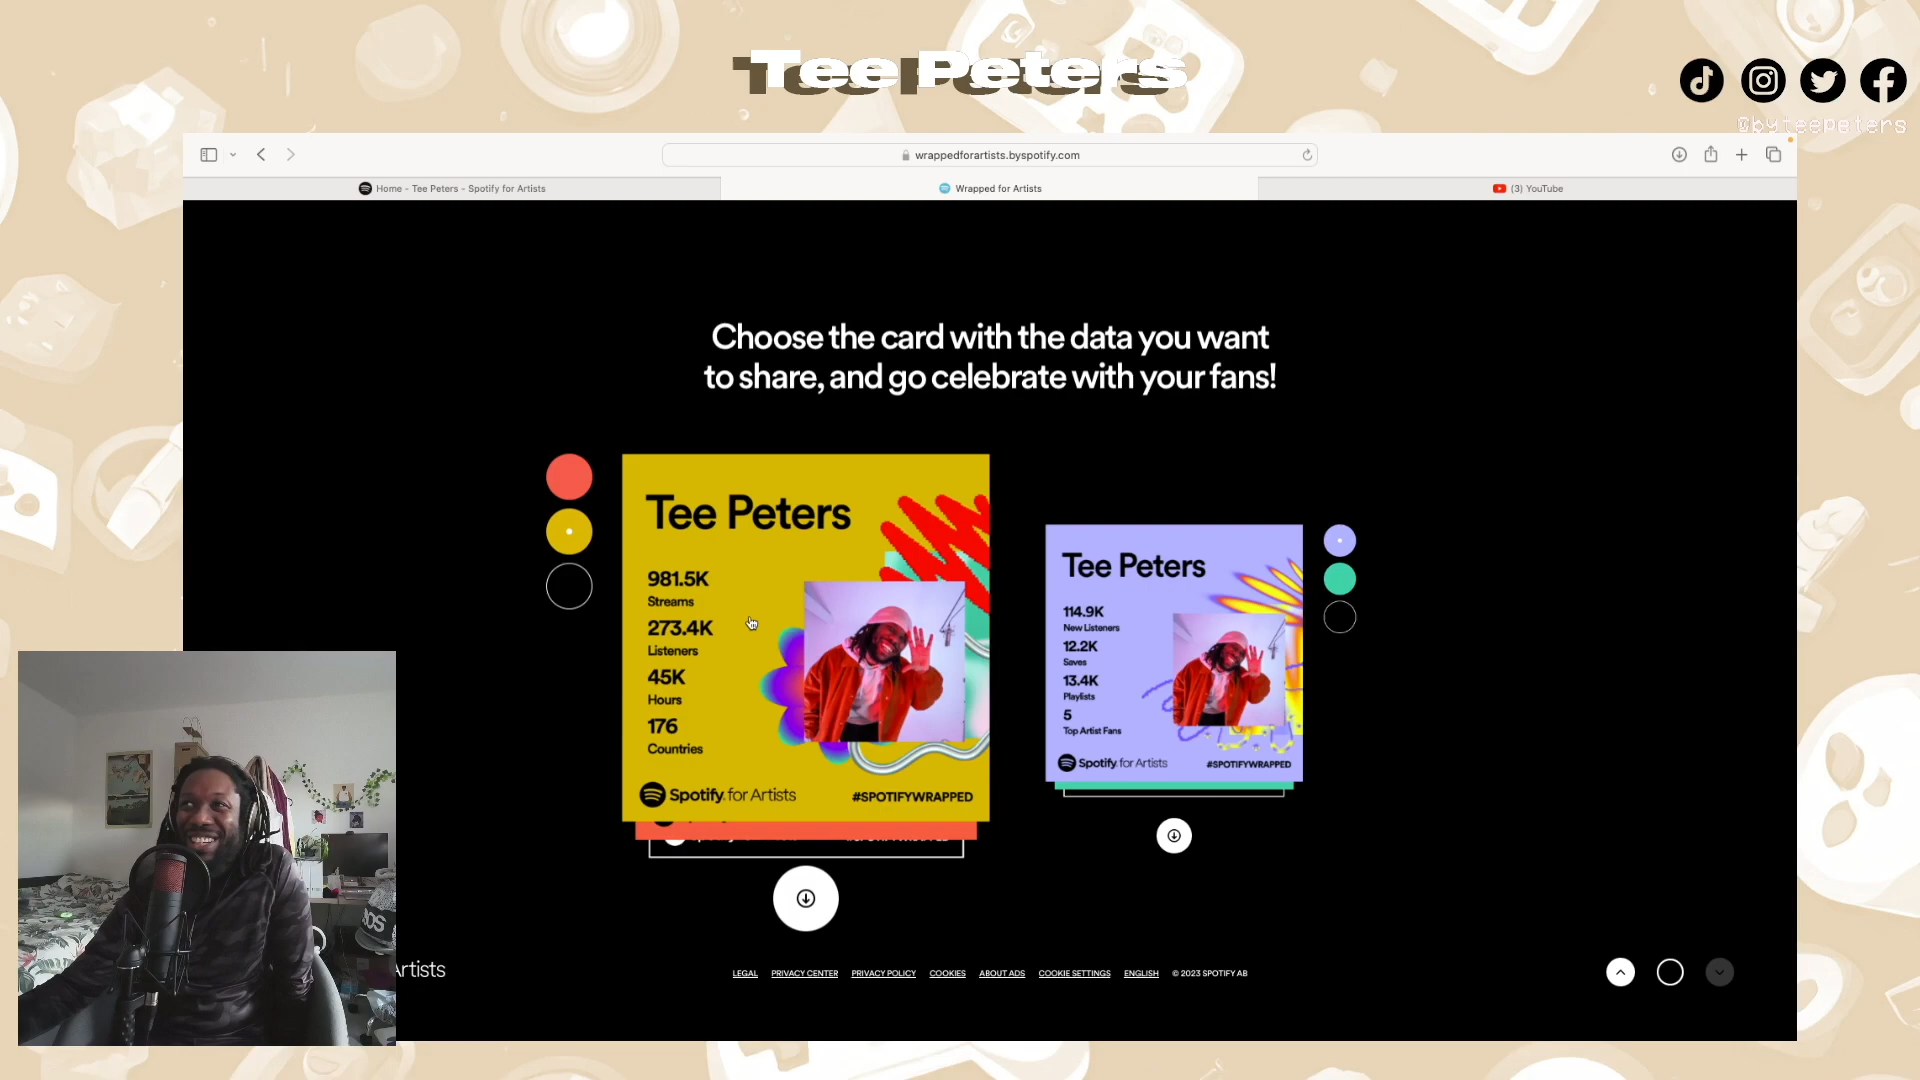 Tee Peters
@byteepeters
wrappedforartists.byspotify.com
Home - Tee Peters - Spotify for Artists
Wrapped for Artists
(3) YouTube
Choose the card with the data you want
to share, and go celebrate with your fans!
Tee Peters
981.5K
Streams
273.4K
Listeners
45K
Hours
176
Countries
Spotify for Artists
#SPOTIFYWRAPPED
Tee Peters
114.9K
New Listeners
12.2K
Saves
13.4K
Playlists
5
Top Artist Fans
Spotify for Artists
#SPOTIFYWRAPPED
Artists
LEGAL PRIVACY CENTER PRIVACY POLICY COOKIES ABOUT ADS COOKIE SETTINGS ENGLISH © 2023 SPOTIFY AB